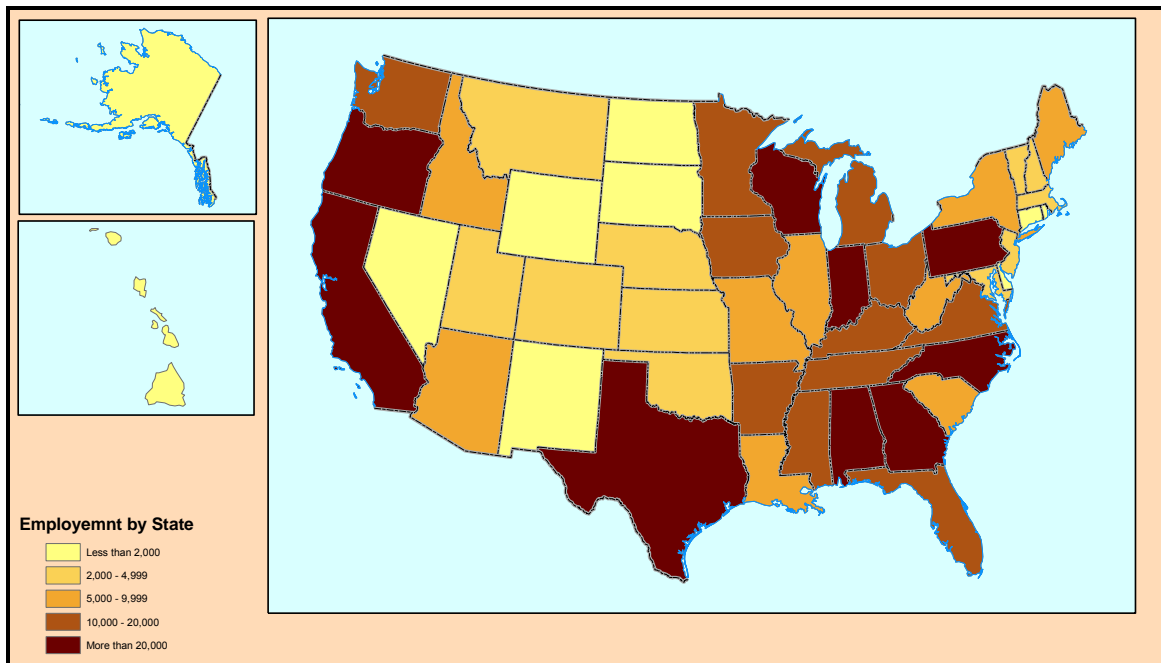 Employemnt by State
Less than 2,000
2,000 - 4,999
5,000 - 9,999
10,000 - 20,000
More than 20,000